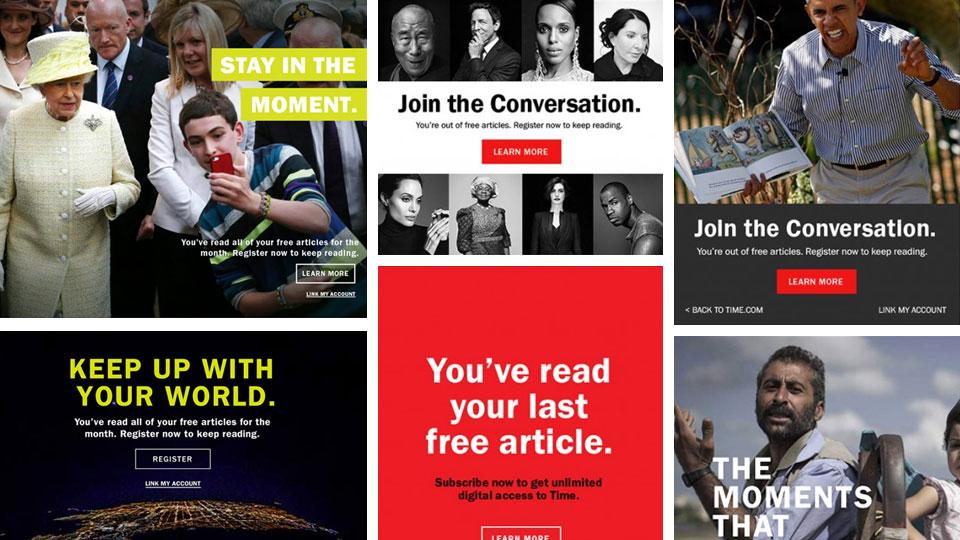 STAY IN THE
MOMENT.
You've read all of your free articles for the
month. Register now to keep reading.
LEARN MORE
LINK MY ACCOUNT
KEEP UP WITH
YOUR WORLD.
You've read all of your free articles for the
month. Register now to keep reading.
REGISTER
LINK MY ACCOUNT
Join the Conversation.
You're out of free articles. Register now to keep reading.
LEARN MORE
You've read
your last
free article.
Subscribe now to get unlimited
digital access to Time.
LEARN MORE
Join the Conversation.
You're out of free articles. Register now to keep reading.
LEARN MORE
< BACK TO TIME.COM
LINK MY ACCOUNT
THE
MOMENTS
THAT